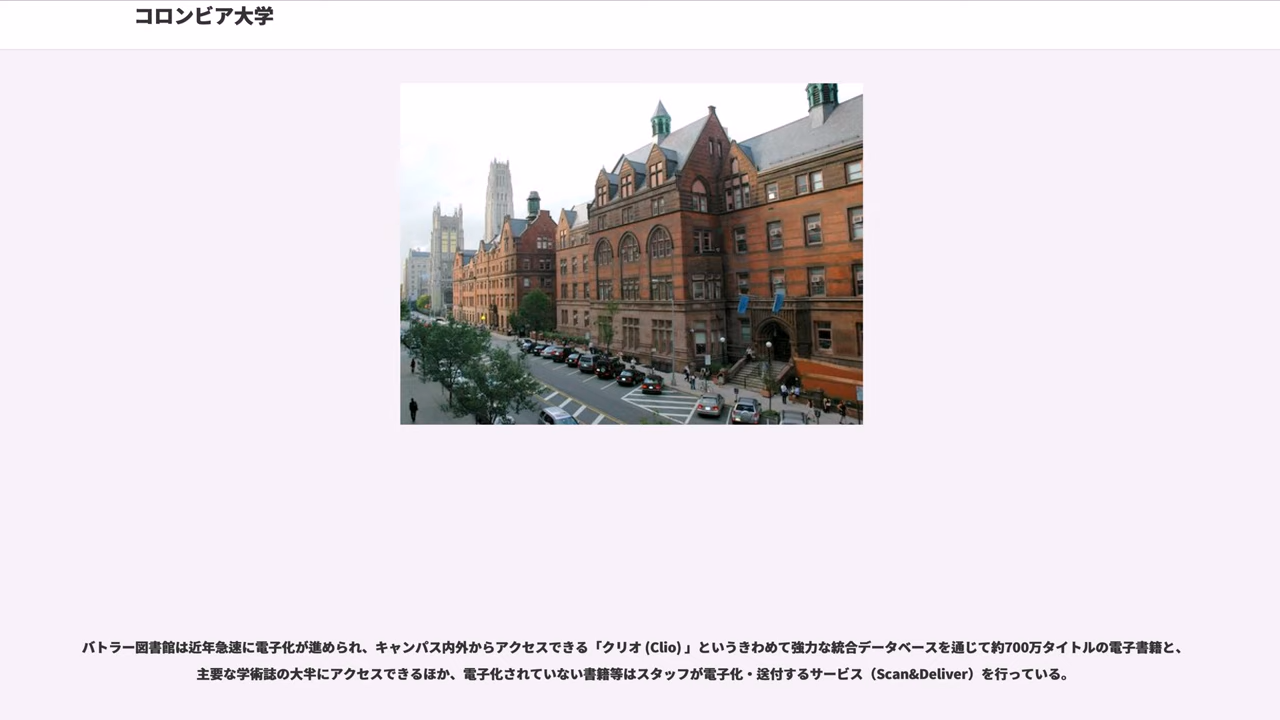 コロンビア大学
バトラー図書館は近年急速に電子化が進められ、キャンパス内外からアクセスできる「クリオ (Clio) 」というきわめて強力な統合データベースを通じて約700万タイトルの電子書籍と、
主要な学術誌の大半にアクセスできるほか、電子化されていない書籍等はスタッフが電子化・送付するサービス（Scan&Deliver）を行っている。